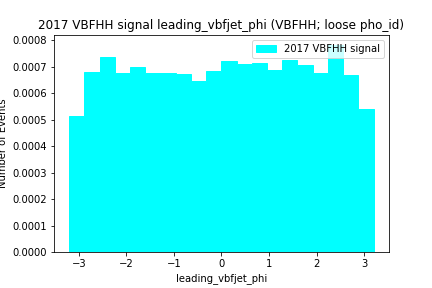 2017 VBFHH signal leading_vbfjet_phi (VBFHH; loose pho_id)
2017 VBFHH signal
Number of Events
0.0008
0.0007
0.0006
0.0005
0.0004
0.0003
0.0002
0.0001
0.0000
−3 −2 −1 0 1 2 3
leading_vbfjet_phi